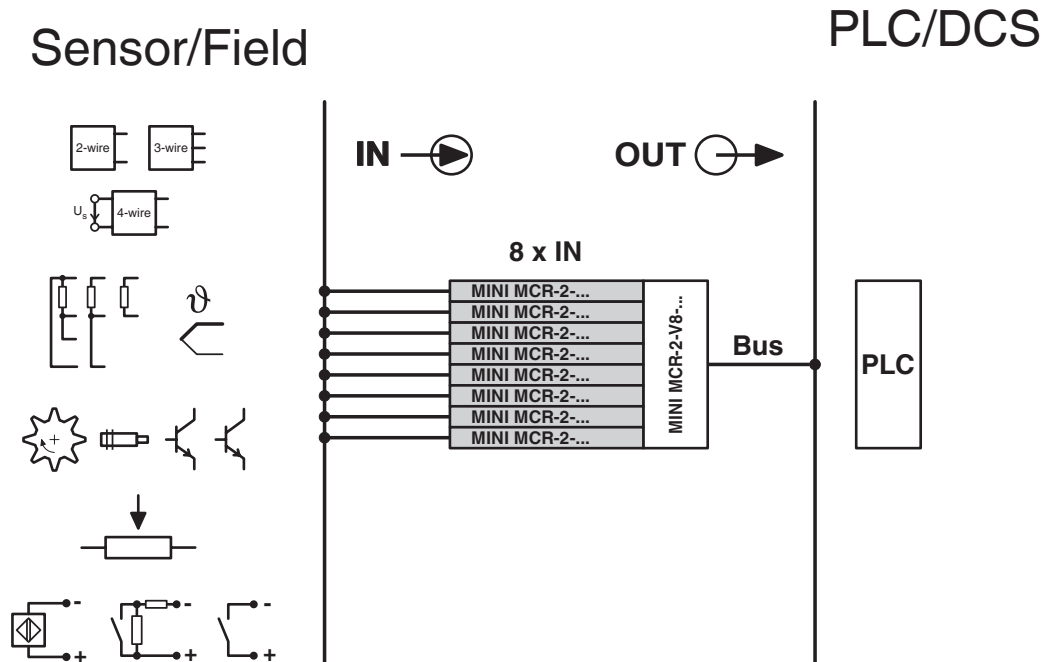 Sensor/Field
PLC/DCS
2-wire
3-wire
IN
OUT
Us
4-wire
8 x IN
ϑ
MINI MCR-2-...
MINI MCR-2-...
MINI MCR-2-...
MINI MCR-2-...
MINI MCR-2-...
MINI MCR-2-...
MINI MCR-2-...
MINI MCR-2-...
MINI MCR-2-V8-...
Bus
PLC
+
- 
- 
-
+
+
+